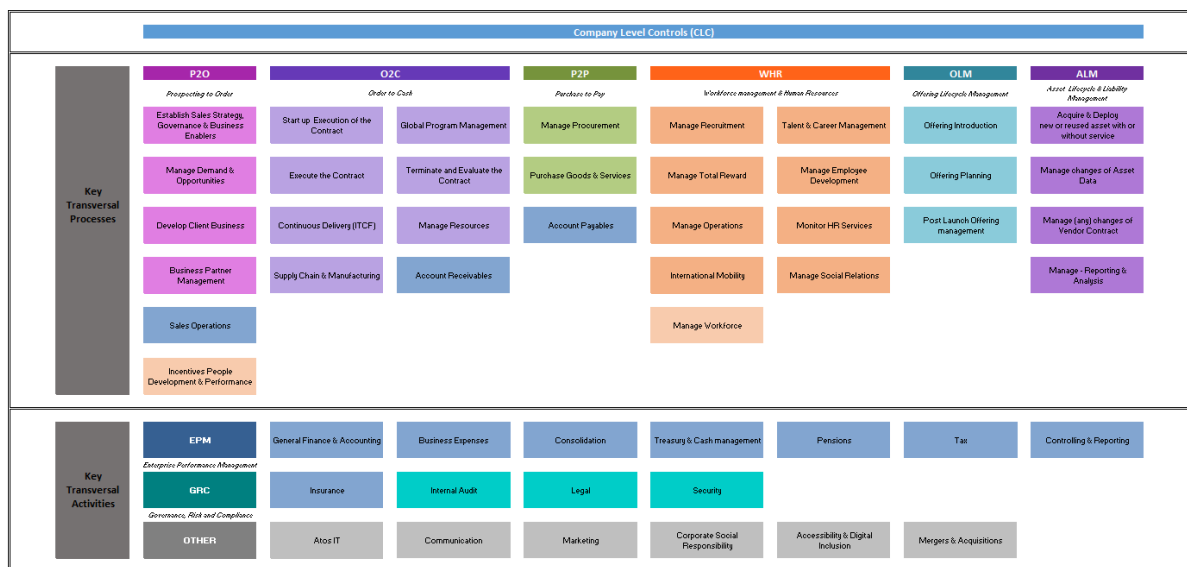 Company Level Controls (CLC)
Key
Transversal
Processes
P2O
Prospecting to Order
Establish Sales Strategy,
Governance & Business
Enablers
Manage Demand &
Opportunities
Develop Client Business
Business Partner
Management
Sales Operations
Incentives People
Development & Performance
O2C
Order to Cash
Start up Execution of the
Contract
Global Program Management
Execute the Contract
Terminate and Evaluate the
Contract
Continuous Delivery (ITCF)
Manage Resources
Supply Chain & Manufacturing
Account Receivables
P2P
Purchase to Pay
Manage Procurement
Purchase Goods & Services
Account Payables
WHR
Workforce management & Human Resources
Manage Recruitment
Talent & Career Management
Manage Total Reward
Manage Employee
Development
Manage Operations
Monitor HR Services
International Mobility
Manage Social Relations
Manage Workforce
OLM
Offering Lifecycle Management
Offering Introduction
Offering Planning
Post Launch Offering
management
ALM
Asset Lifecycle & Liability
Management
Acquire & Deploy
new or reused asset with or
without service
Manage changes of Asset
Data
Manage (any) changes of
Vendor Contract
Manage - Reporting &
Analysis
Key
Transversal
Activities
EPM
Enterprise Performance Management
General Finance & Accounting
Business Expenses
Consolidation
Treasury & Cash management
Pensions
Tax
Controlling & Reporting
GRC
Governance, Risk and Compliance
Insurance
Internal Audit
Legal
Security
OTHER
Atos IT
Communication
Marketing
Corporate Social
Responsibility
Accessibility & Digital
Inclusion
Mergers & Acquisitions